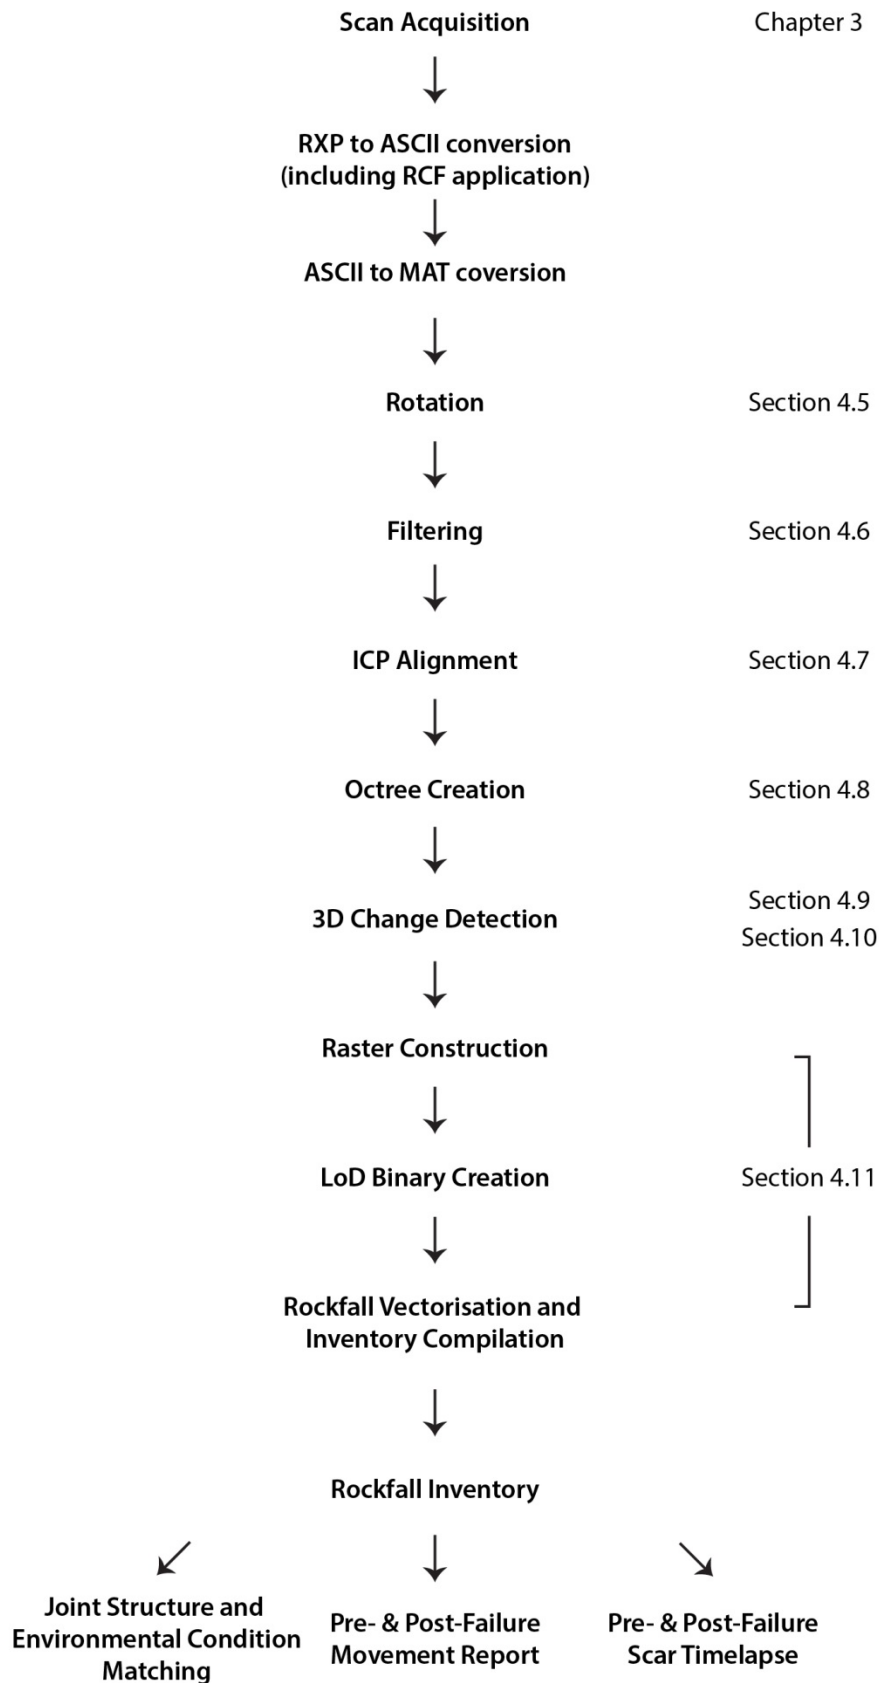 Scan Acquisition
Chapter 3
RXP to ASCII conversion
(including RCF application)
ASCII to MAT coversion
Rotation
Section 4.5
Filtering
Section 4.6
ICP Alignment
Section 4.7
Octree Creation
Section 4.8
3D Change Detection
Section 4.9
Section 4.10
Raster Construction
LoD Binary Creation
Section 4.11
Rockfall Vectorisation and
Inventory Compilation
Rockfall Inventory
Joint Structure and
Environmental Condition
Matching
Pre- & Post-Failure
Movement Report
Pre- & Post-Failure
Scar Timelapse